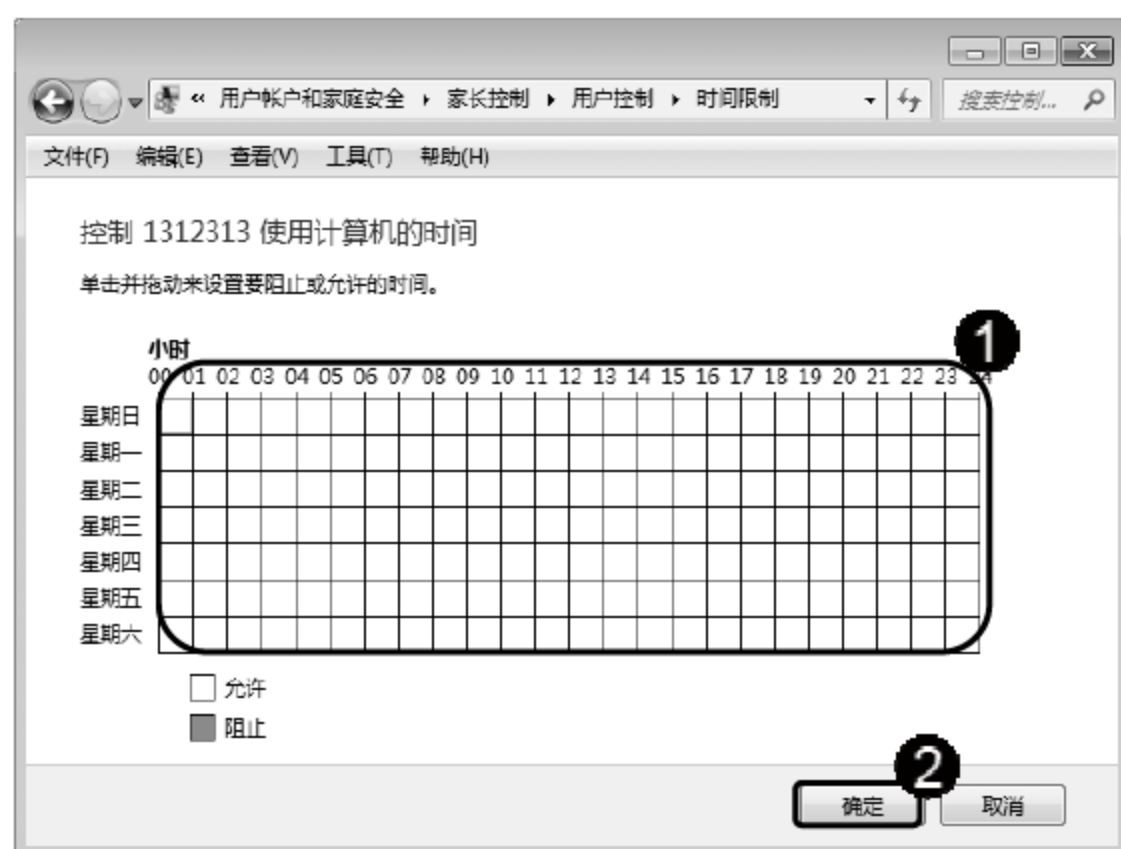 « 用户帐户和家庭安全 ▸ 家长控制 ▸ 用户控制 ▸ 时间限制 搜索控制...
文件(F) 编辑(E) 查看(V) 工具(T) 帮助(H)
控制 1312313 使用计算机的时间
单击并拖动来设置要阻止或允许的时间。
1
小时
00 01 02 03 04 05 06 07 08 09 10 11 12 13 14 15 16 17 18 19 20 21 22 23 24
星期日
星期一
星期二
星期三
星期四
星期五
星期六
允许
阻止
2
确定 取消